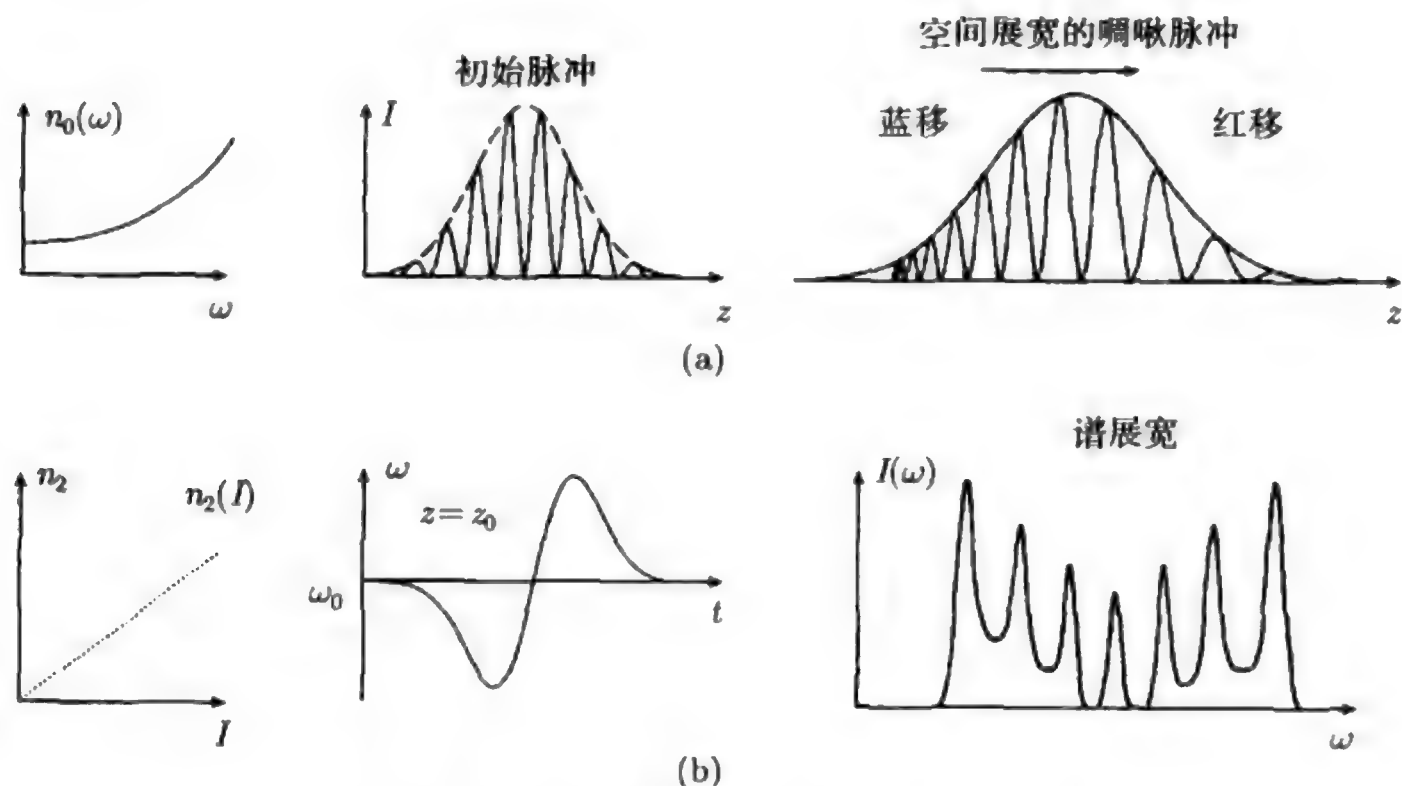 空间展宽的啁啾脉冲
初始脉冲
n₀(ω)
I
蓝移
红移
ω
z
z
(a)
谱展宽
n₂
n₂(I)
ω
z=z₀
I(ω)
ω₀
t
I
ω
(b)